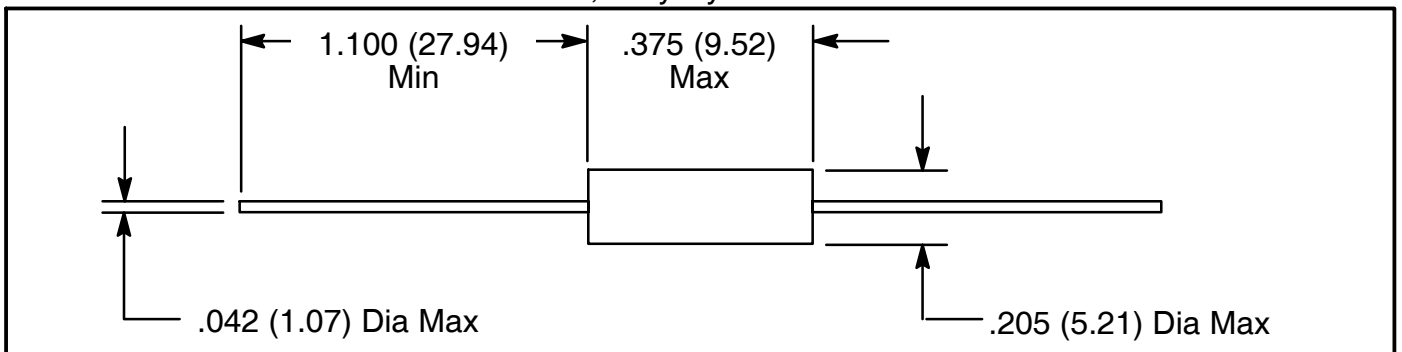 1.100 (27.94)
Min
.375 (9.52)
Max
.042 (1.07) Dia Max
.205 (5.21) Dia Max